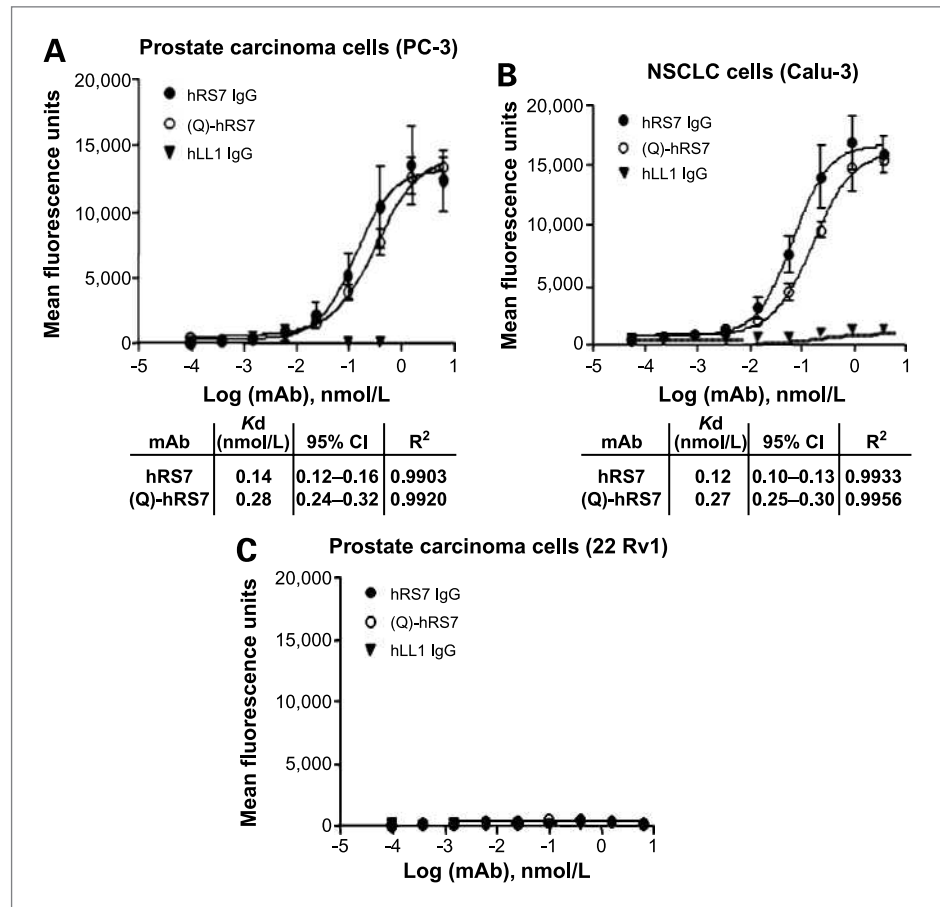 A
Prostate carcinoma cells (PC-3)
20,000
15,000
10,000
5,000
0
Mean fluorescence units
hRS7 IgG
(Q)-hRS7
hLL1 IgG
–5 –4 –3 –2 –1 0 1
Log (mAb), nmol/L
mAb Kd (nmol/L) 95% CI R2
hRS7 0.14 0.12–0.16 0.9903
(Q)-hRS7 0.28 0.24–0.32 0.9920
B
NSCLC cells (Calu-3)
20,000
15,000
10,000
5,000
0
Mean fluorescence units
hRS7 IgG
(Q)-hRS7
hLL1 IgG
–5 –4 –3 –2 –1 0 1
Log (mAb), nmol/L
mAb Kd (nmol/L) 95% CI R2
hRS7 0.12 0.10–0.13 0.9933
(Q)-hRS7 0.27 0.25–0.30 0.9956
C
Prostate carcinoma cells (22 Rv1)
20,000
15,000
10,000
5,000
0
Mean fluorescence units
hRS7 IgG
(Q)-hRS7
hLL1 IgG
-5 -4 -3 -2 -1 0 1
Log (mAb), nmol/L